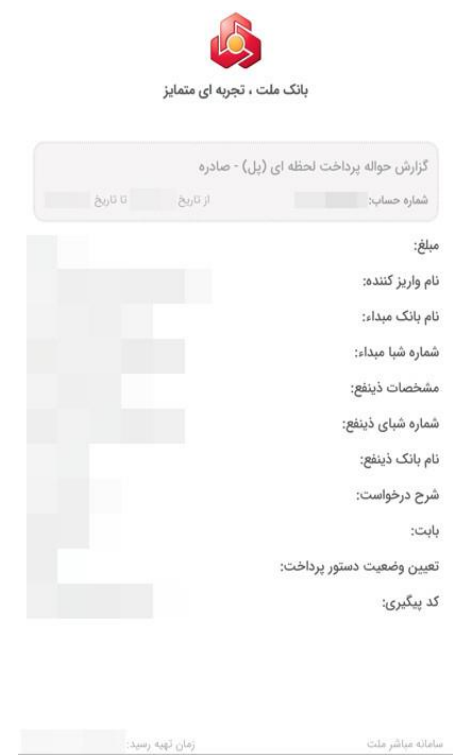 بانک ملت ، تجربه ای متمایز
گزارش حواله پرداخت لحظه ای (پل) - صادره
شماره حساب: از تاریخ تا تاریخ
مبلغ:
نام واریز کننده:
نام بانک مبداء:
شماره شبا مبداء:
مشخصات ذینفع:
شماره شبای ذینفع:
نام بانک ذینفع:
شرح درخواست:
بابت:
تعیین وضعیت دستور پرداخت:
کد پیگیری:
سامانه مباشر ملت زمان تهیه رسید: